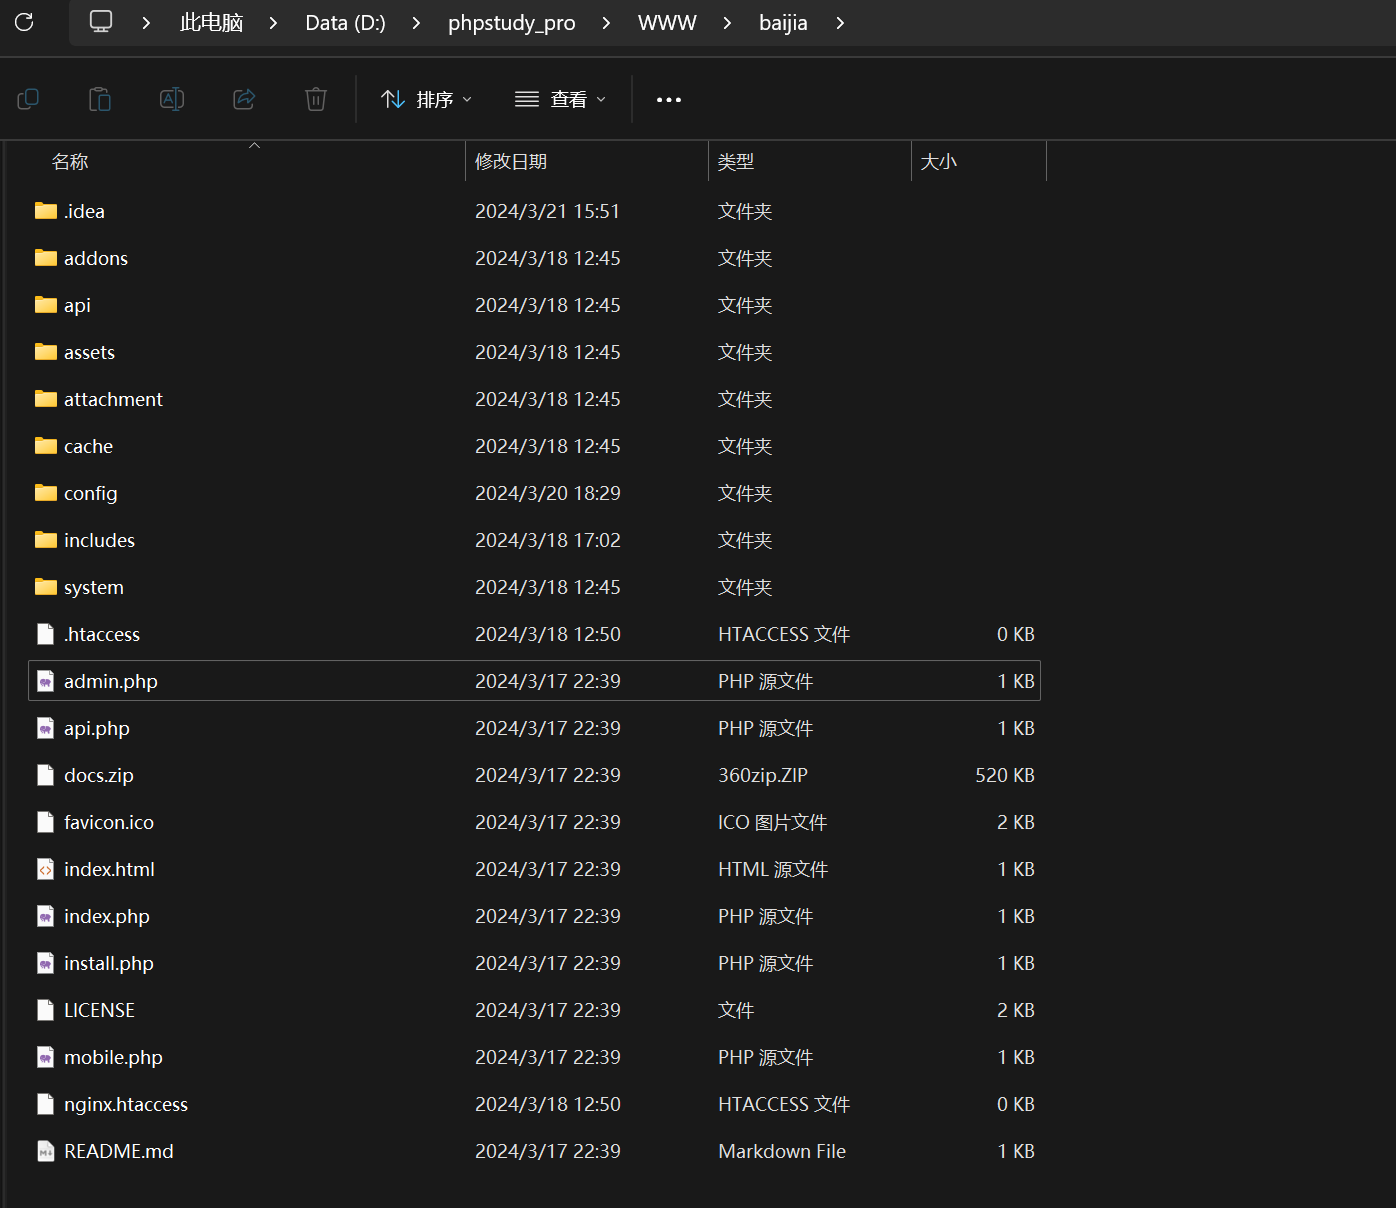 此电脑 Data (D:) phpstudy_pro WWW baijia
排序 查看
名称 修改日期 类型 大小
.idea 2024/3/21 15:51 文件夹
addons 2024/3/18 12:45 文件夹
api 2024/3/18 12:45 文件夹
assets 2024/3/18 12:45 文件夹
attachment 2024/3/18 12:45 文件夹
cache 2024/3/18 12:45 文件夹
config 2024/3/20 18:29 文件夹
includes 2024/3/18 17:02 文件夹
system 2024/3/18 12:45 文件夹
.htaccess 2024/3/18 12:50 HTACCESS 文件 0 KB
admin.php 2024/3/17 22:39 PHP 源文件 1 KB
api.php 2024/3/17 22:39 PHP 源文件 1 KB
docs.zip 2024/3/17 22:39 360zip.ZIP 520 KB
favicon.ico 2024/3/17 22:39 ICO 图片文件 2 KB
index.html 2024/3/17 22:39 HTML 源文件 1 KB
index.php 2024/3/17 22:39 PHP 源文件 1 KB
install.php 2024/3/17 22:39 PHP 源文件 1 KB
LICENSE 2024/3/17 22:39 文件 2 KB
mobile.php 2024/3/17 22:39 PHP 源文件 1 KB
nginx.htaccess 2024/3/18 12:50 HTACCESS 文件 0 KB
README.md 2024/3/17 22:39 Markdown File 1 KB